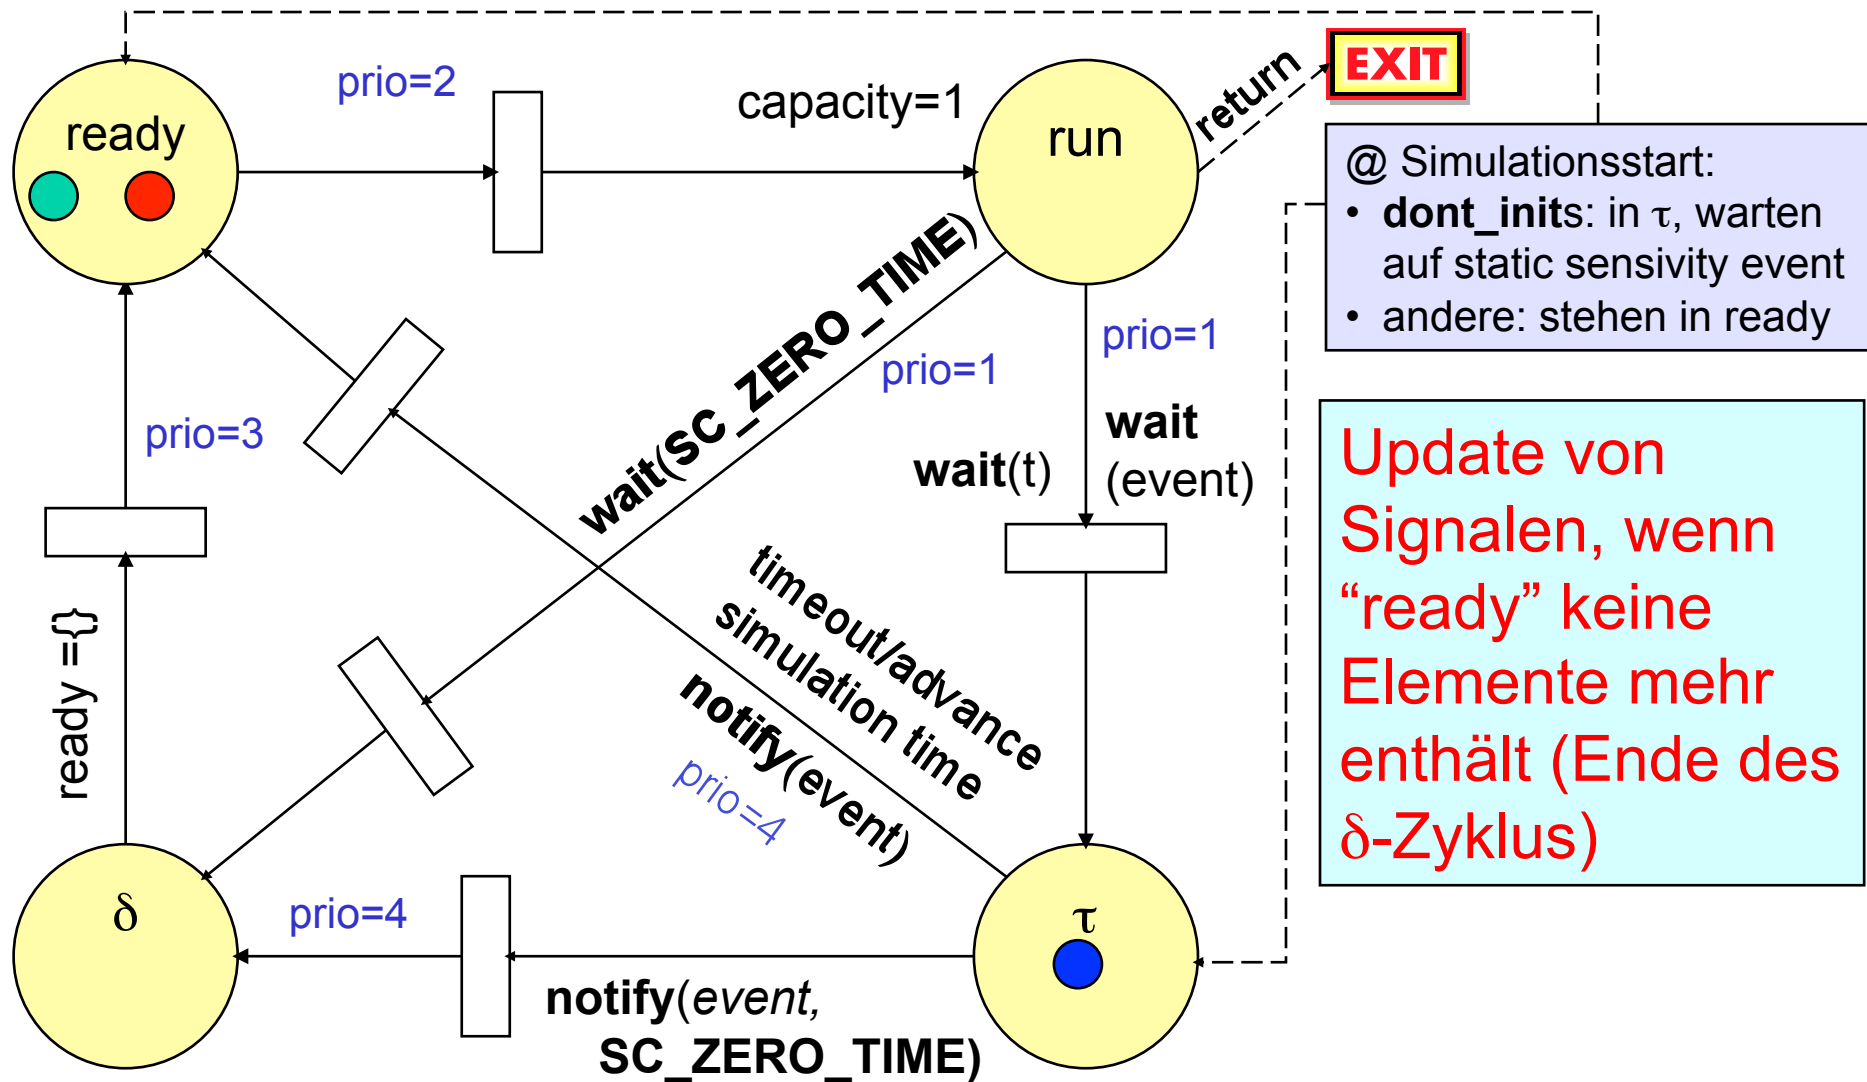 prio=2
capacity=1
return
EXIT
ready
run
@ Simulationsstart:
• dont_inits: in τ, warten
auf static sensivity event
• andere: stehen in ready
prio=1
prio=1
wait(SC_ZERO_TIME)
prio=3
wait
(event)
wait(t)
Update von
Signalen, wenn
“ready” keine
Elemente mehr
enthält (Ende des
δ-Zyklus)
timeout/advance
simulation time
notify(event)
prio=4
ready ={}
δ
prio=4
τ
notify(event,
SC_ZERO_TIME)